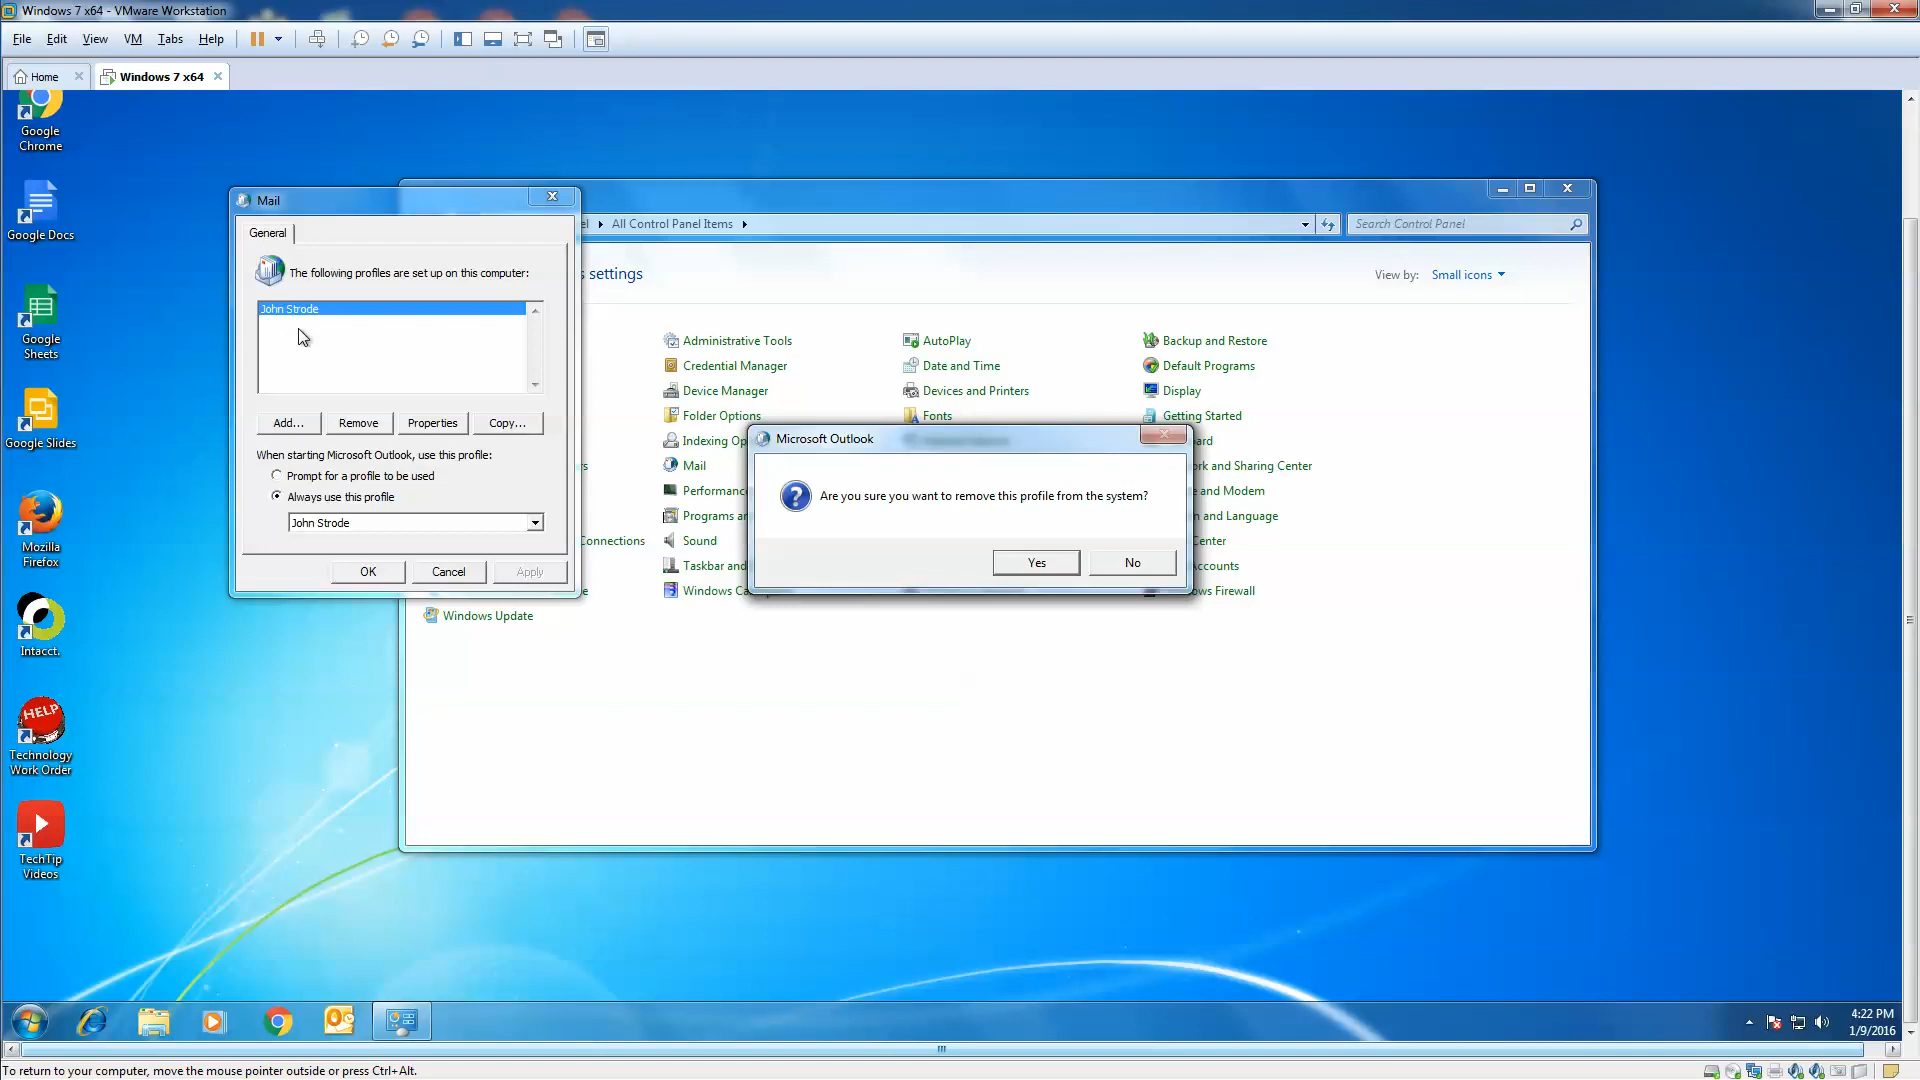 Windows 7 x64 - VMware Workstation
File Edit View VM Tabs Help
Home
Windows 7 x64
Google Chrome
Google Docs
Google Sheets
Google Slides
Mozilla Firefox
Intacct.
HELP
Technology Work Order
TechTip Videos
Mail
General
The following profiles are set up on this computer:
John Strode
Add...
Remove
Properties
Copy...
When starting Microsoft Outlook, use this profile:
Prompt for a profile to be used
Always use this profile
John Strode
OK
Cancel
Apply
All Control Panel Items
Search Control Panel
settings
View by: Small icons
Administrative Tools
AutoPlay
Backup and Restore
Credential Manager
Date and Time
Default Programs
Device Manager
Devices and Printers
Display
Folder Options
Fonts
Getting Started
Indexing Op
Mail
rk and Sharing Center
Performanc
e and Modem
Programs a
n and Language
Connections
Sound
Center
Taskbar and
ccounts
Windows Ca
ows Firewall
Windows Update
Microsoft Outlook
Are you sure you want to remove this profile from the system?
Yes
No
4:22 PM
1/9/2016
To return to your computer, move the mouse pointer outside or press Ctrl+Alt.